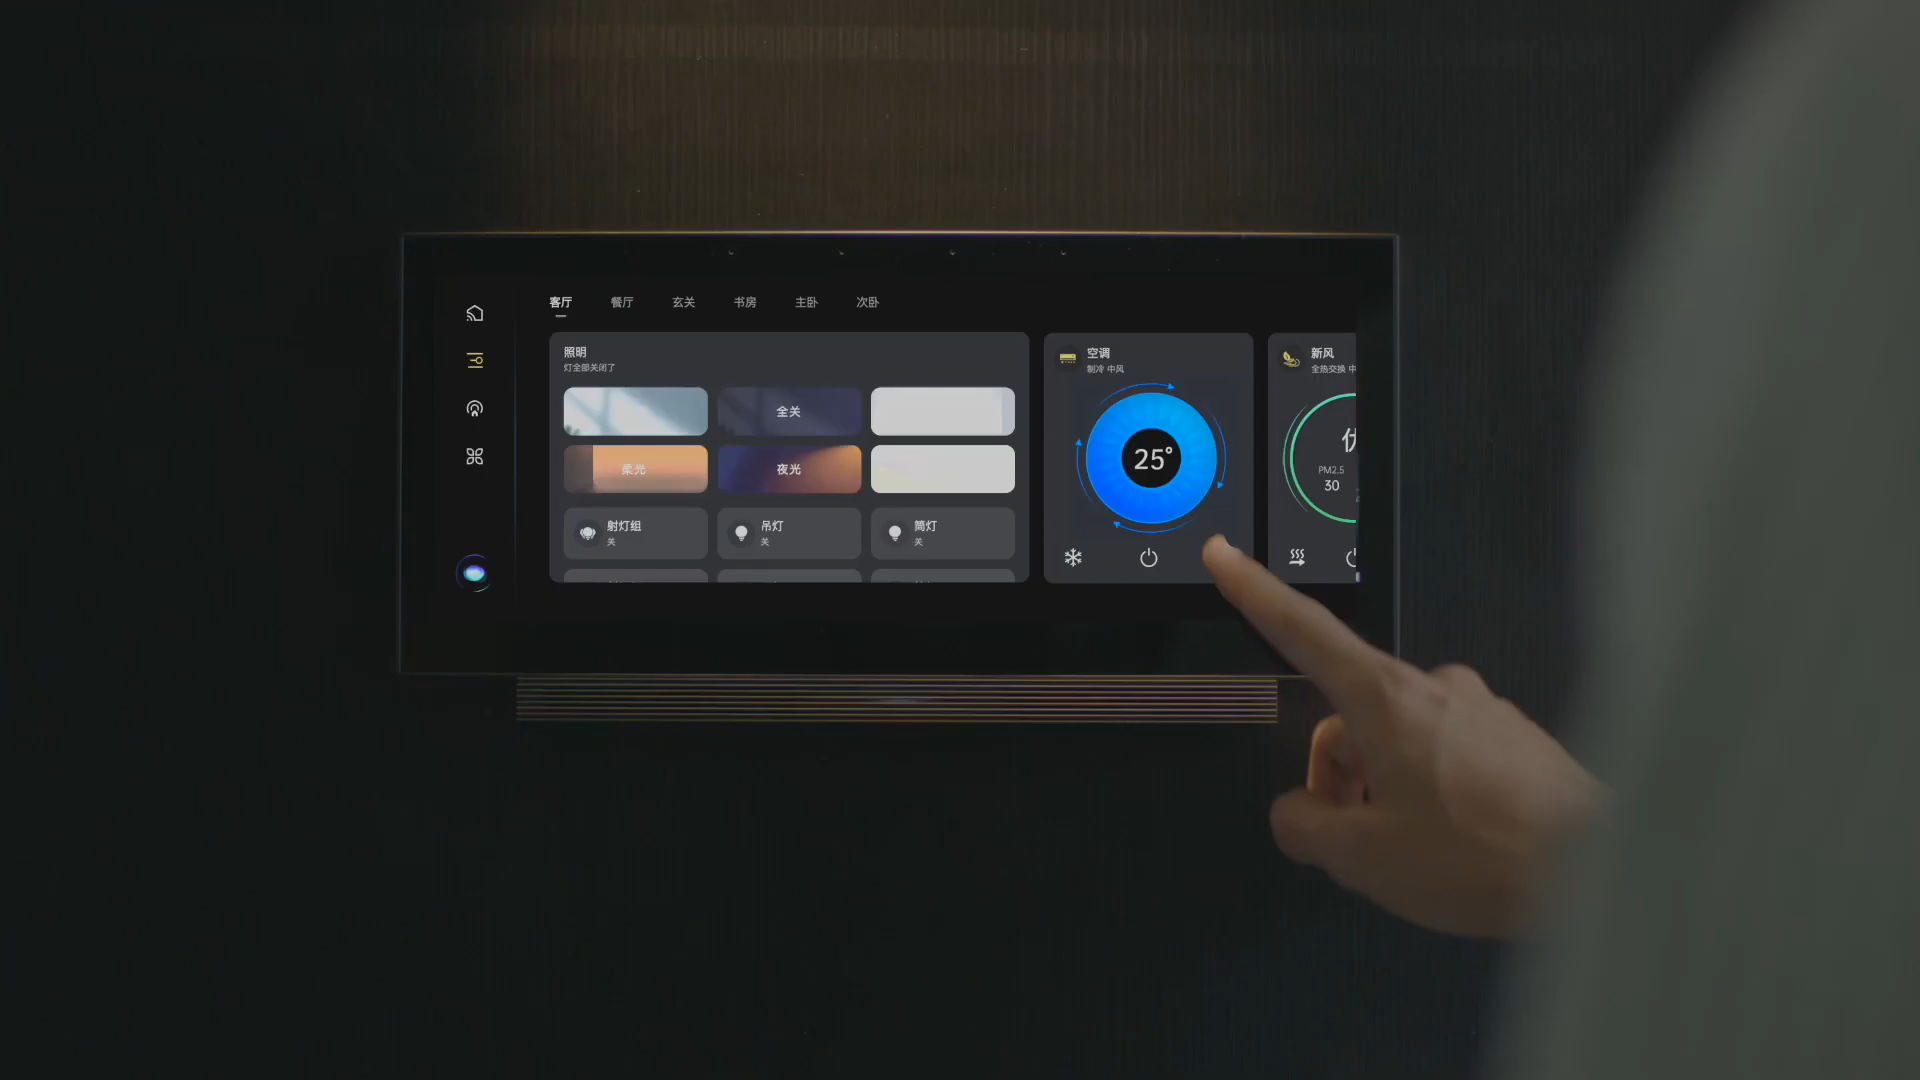 客厅 餐厅 玄关 书房 主卧 次卧
照明
灯全部关闭了
全关
柔光
夜光
射灯组
关
吊灯
关
筒灯
关
空调
制冷 中风
25°
新风
全热交换 中
优
PM2.5
30